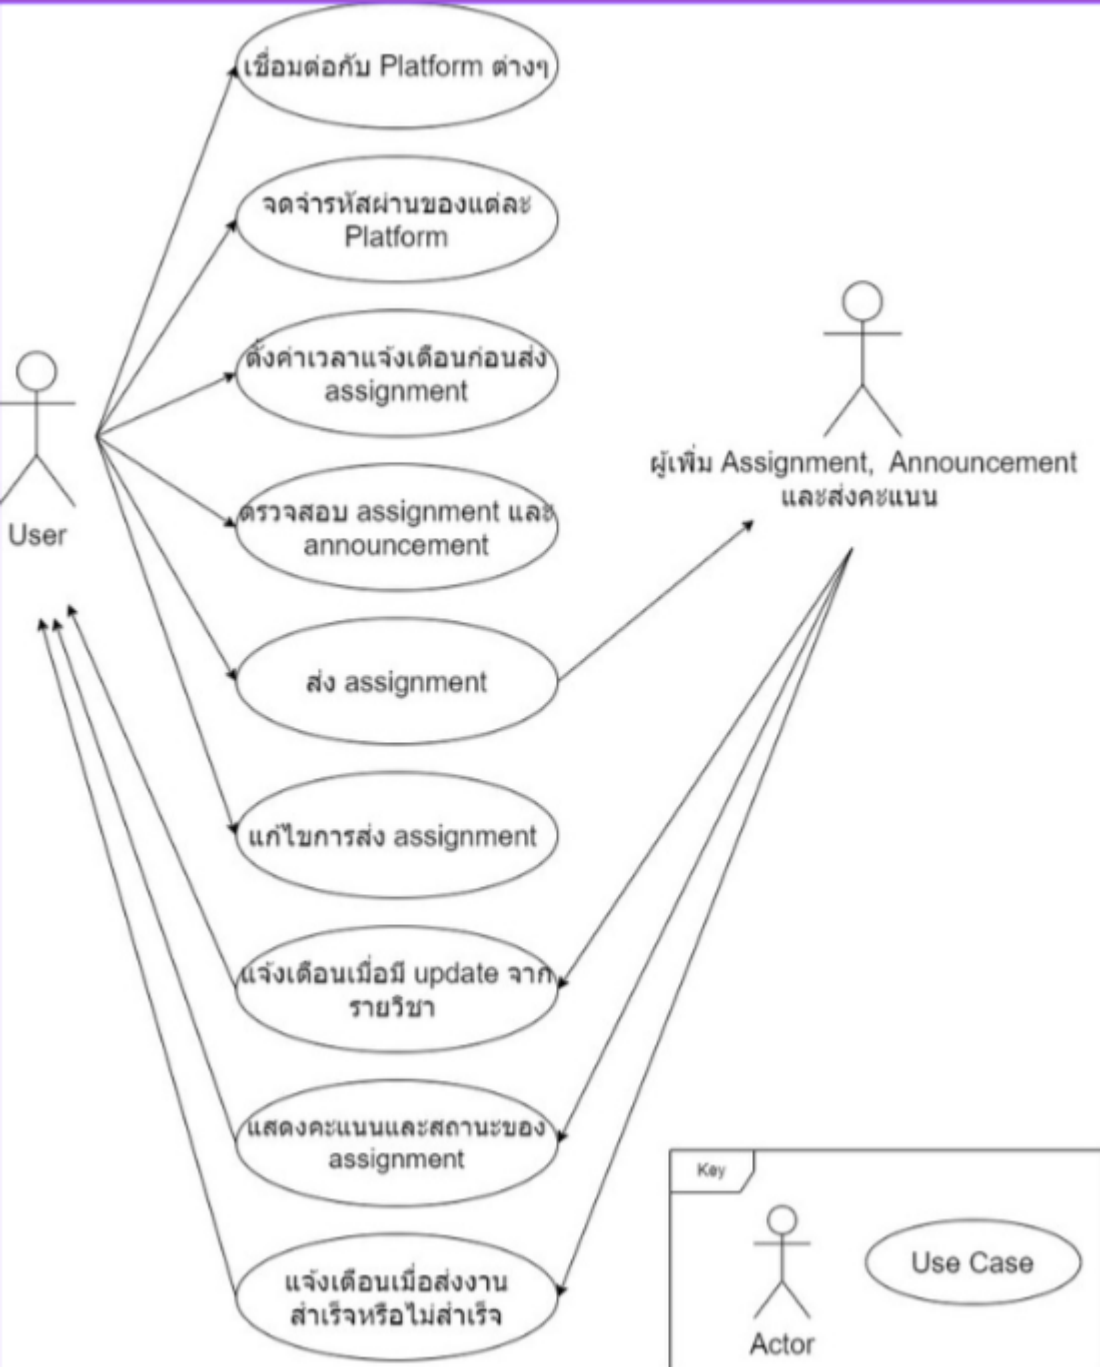 เชื่อมต่อกับ Platform ต่างๆ
จดจำรหัสผ่านของแต่ละ
Platform
ตั้งค่าเวลาแจ้งเตือนก่อนส่ง
assignment
ตรวจสอบ assignment และ
announcement
ส่ง assignment
แก้ไขการส่ง assignment
แจ้งเตือนเมื่อมี update จาก
รายวิชา
แสดงคะแนนและสถานะของ
assignment
แจ้งเตือนเมื่อส่งงาน
สำเร็จหรือไม่สำเร็จ
User
ผู้เพิ่ม Assignment, Announcement
และส่งคะแนน
Key
Actor
Use Case